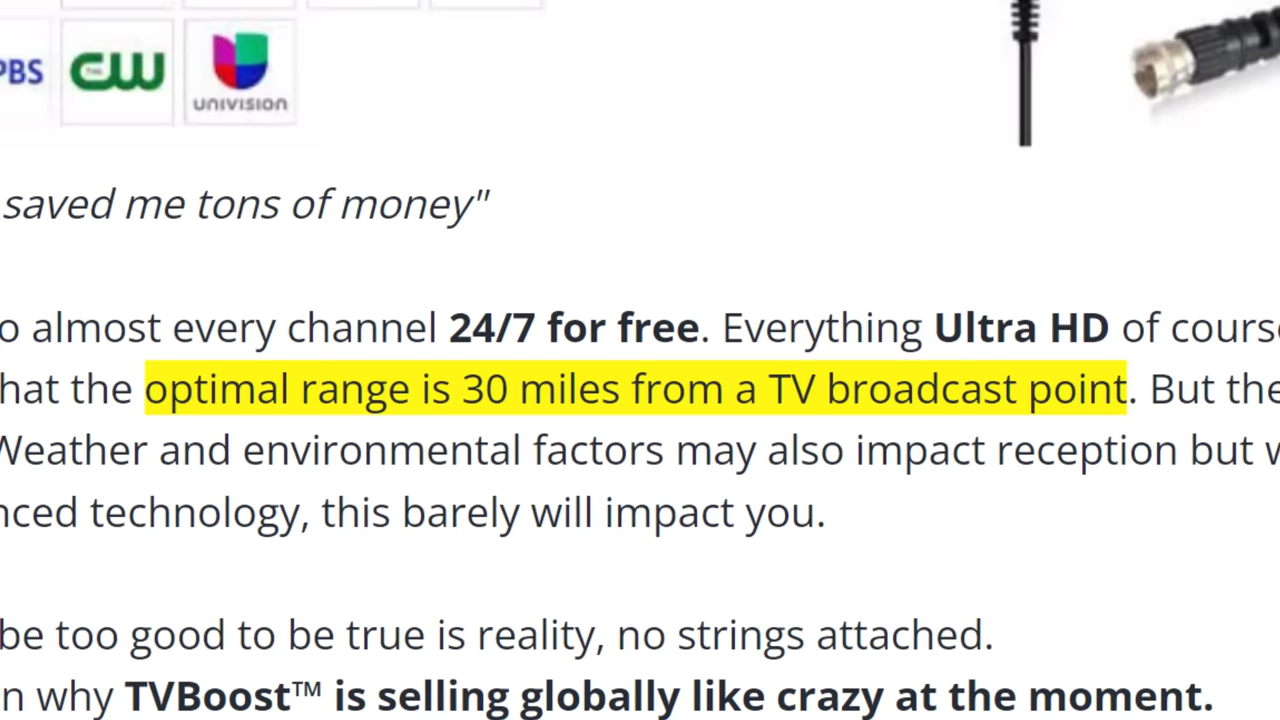 PBS THE CW UNIVISION
saved me tons of money"
o almost every channel 24/7 for free. Everything Ultra HD of cours
hat the optimal range is 30 miles from a TV broadcast point. But the
Weather and environmental factors may also impact reception but w
nced technology, this barely will impact you.
be too good to be true is reality, no strings attached.
n why TVBoost™ is selling globally like crazy at the moment.